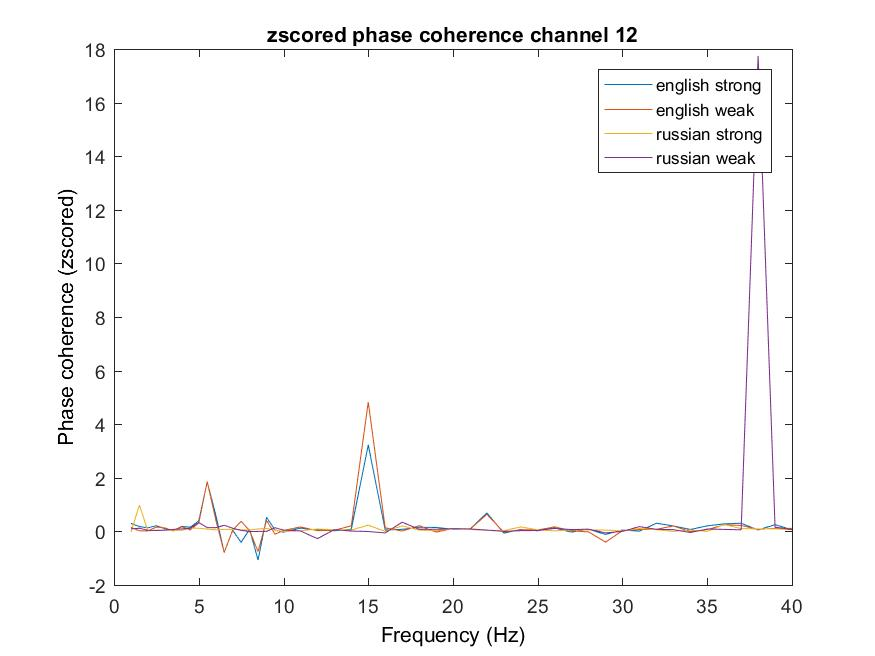 zscored phase coherence channel 12
18
16
14
12
10
8
6
4
2
0
-2
Phase coherence (zscored)
english strong
english weak
russian strong
russian weak
0 5 10 15 20 25 30 35 40
Frequency (Hz)